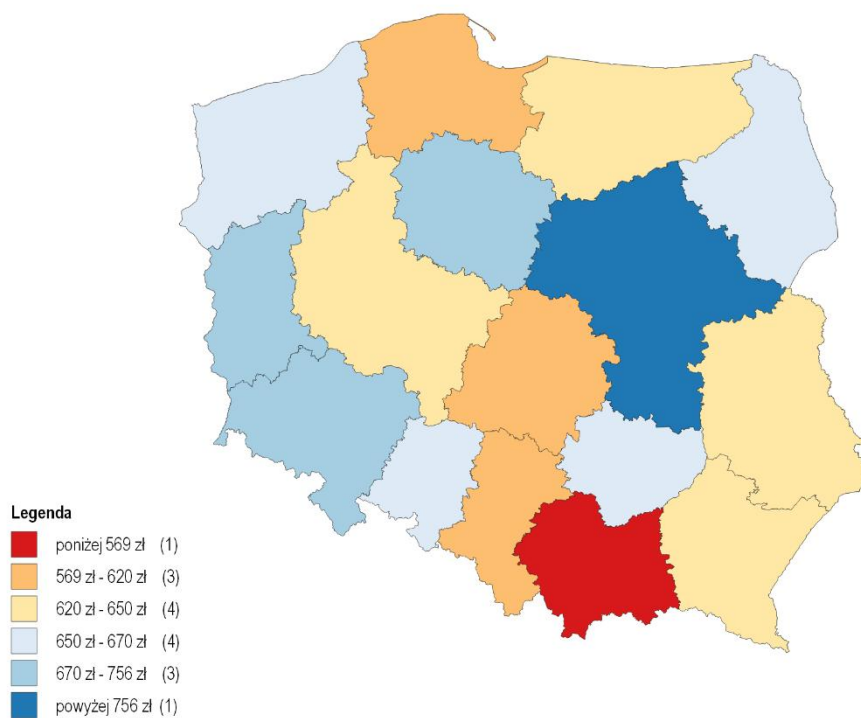 Legenda
poniżej 569 zł (1)
569 zł - 620 zł (3)
620 zł - 650 zł (4)
650 zł - 670 zł (4)
670 zł - 756 zł (3)
powyżej 756 zł (1)